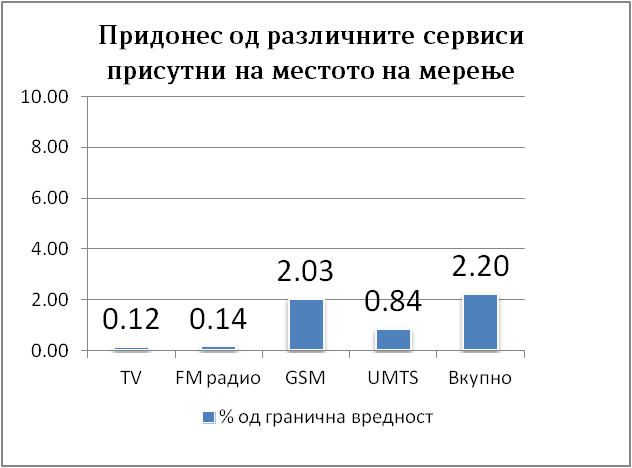 Придонес од различните сервиси
присутни на местото на мерење
10.00
8.00
6.00
4.00
2.00
0.00
0.12
0.14
2.03
0.84
2.20
TV
FM радио
GSM
UMTS
Вкупно
% од гранична вредност